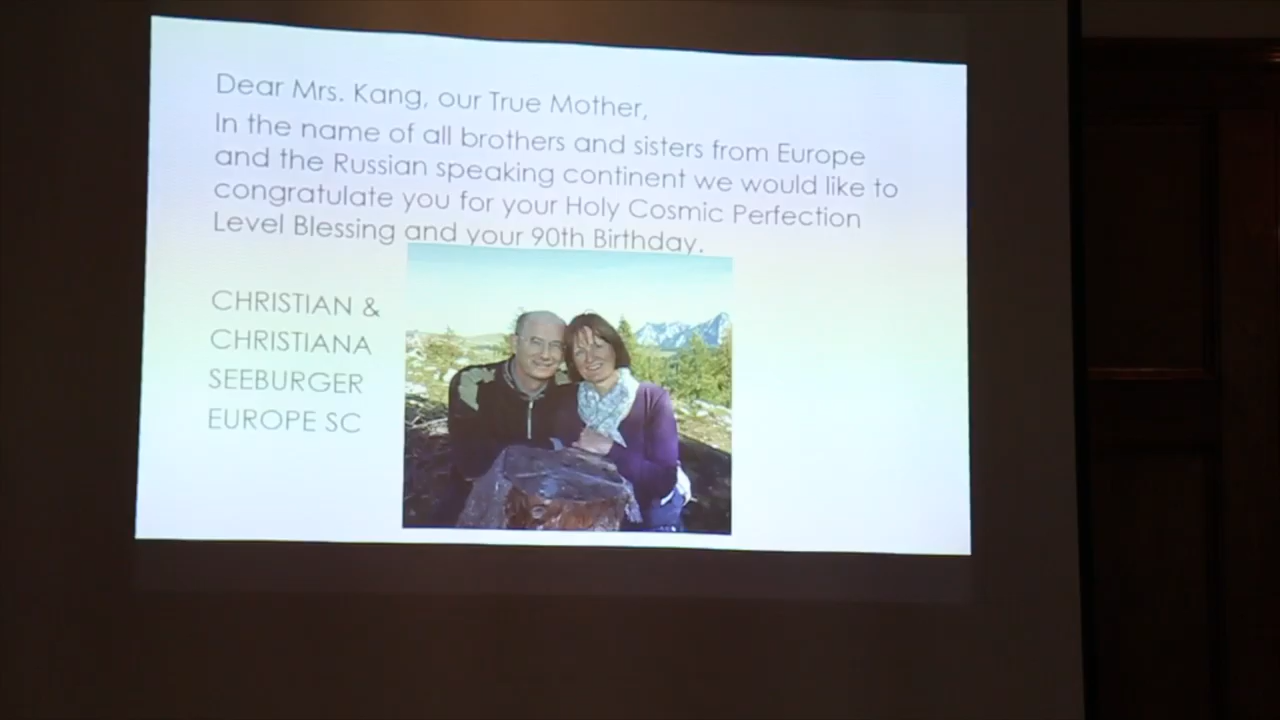 Dear Mrs. Kang, our True Mother,
In the name of all brothers and sisters from Europe
and the Russian speaking continent we would like to
congratulate you for your Holy Cosmic Perfection
Level Blessing and your 90th Birthday.
CHRISTIAN &
CHRISTIANA
SEEBURGER
EUROPE SC